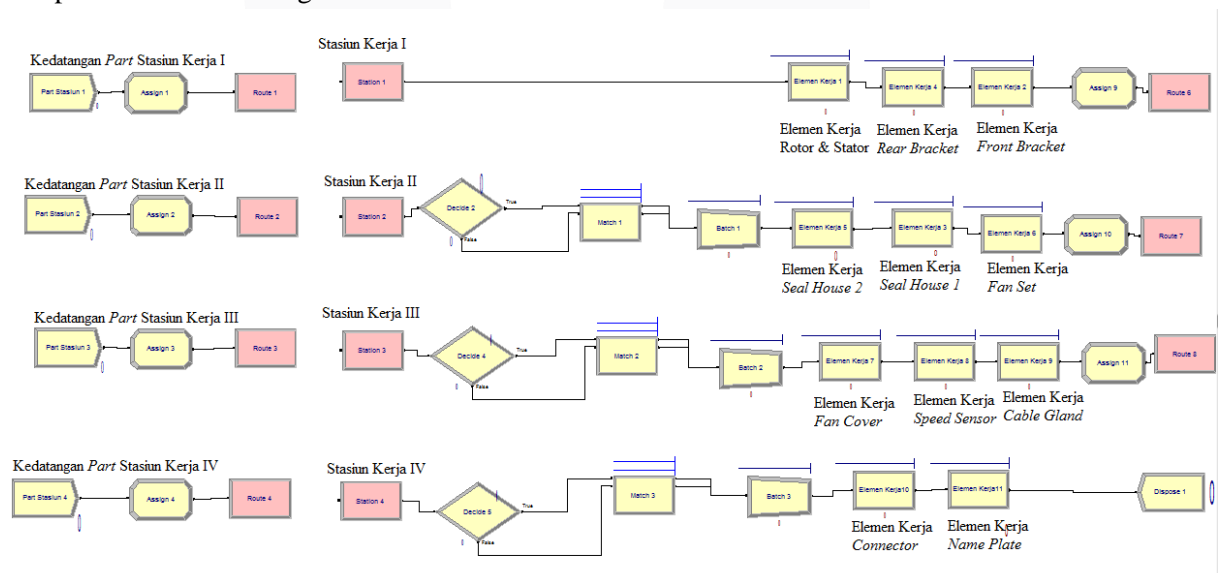 Stasiun Kerja I
Kedatangan Part Stasiun Kerja I
Part Stasiun 1
Assign 1
Route 1
Station 1
Elemen Kerja 1
Elemen Kerja 4
Elemen Kerja 2
Assign 9
Route 6
Elemen Kerja
Rotor & Stator
Elemen Kerja
Rear Bracket
Elemen Kerja
Front Bracket
Kedatangan Part Stasiun Kerja II
Stasiun Kerja II
Part Stasiun 2
Assign 2
Route 2
Station 2
Decide 2
True
False
Match 1
Batch 1
Elemen Kerja 5
Elemen Kerja 3
Elemen Kerja 6
Assign 10
Route 7
Elemen Kerja
Seal House 2
Elemen Kerja
Seal House 1
Elemen Kerja
Fan Set
Kedatangan Part Stasiun Kerja III
Stasiun Kerja III
Part Stasiun 3
Assign 3
Route 3
Station 3
Decide 4
True
False
Match 2
Batch 2
Elemen Kerja 7
Elemen Kerja 8
Elemen Kerja 9
Assign 11
Route 8
Elemen Kerja
Fan Cover
Elemen Kerja
Speed Sensor
Elemen Kerja
Cable Gland
Kedatangan Part Stasiun Kerja IV
Stasiun Kerja IV
Part Stasiun 4
Assign 4
Route 4
Station 4
Decide 5
True
False
Match 3
Batch 3
Elemen Kerja10
Elemen Kerja11
Dispose 1
Elemen Kerja
Connector
Elemen Kerja
Name Plate